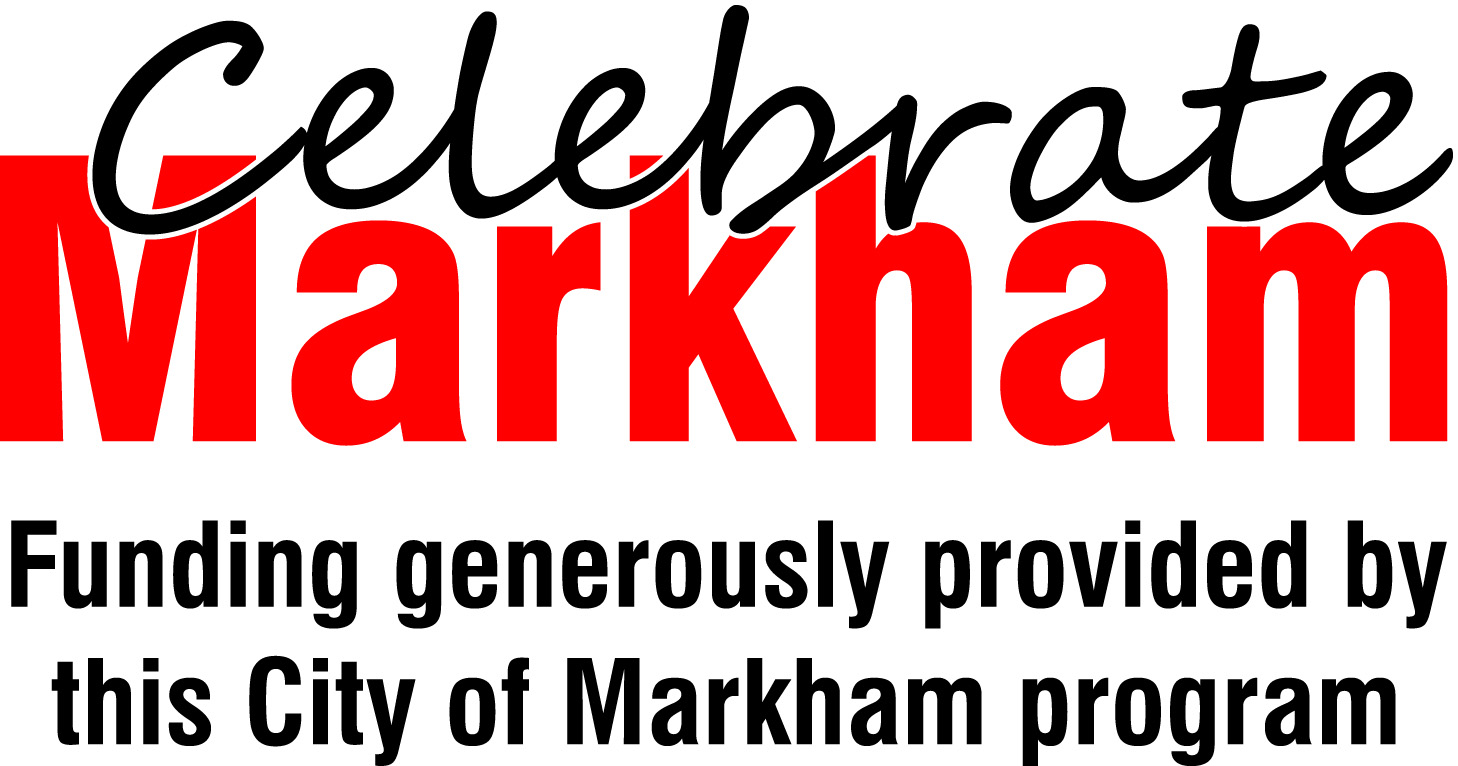 Celebrate
Markham
Funding generously provided by
this City of Markham program